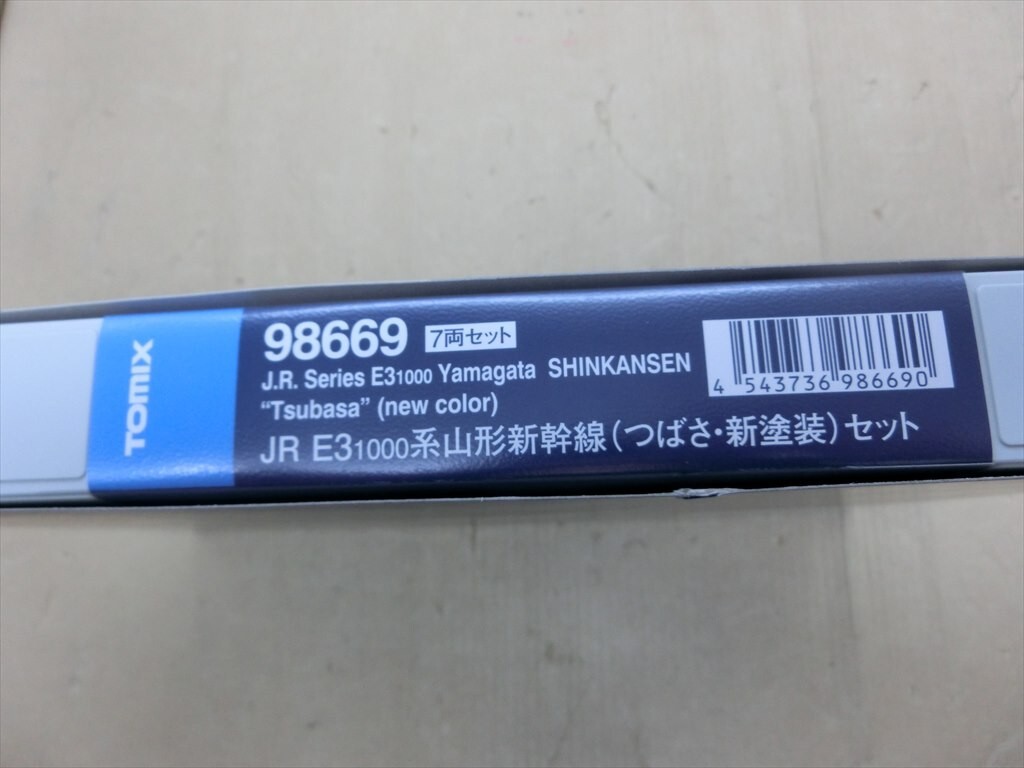 TOMIX
98669 7両セット
J.R. Series E31000 Yamagata SHINKANSEN
“Tsubasa” (new color)
JR E31000系山形新幹線(つばさ・新塗装)セット
4 543736 986690